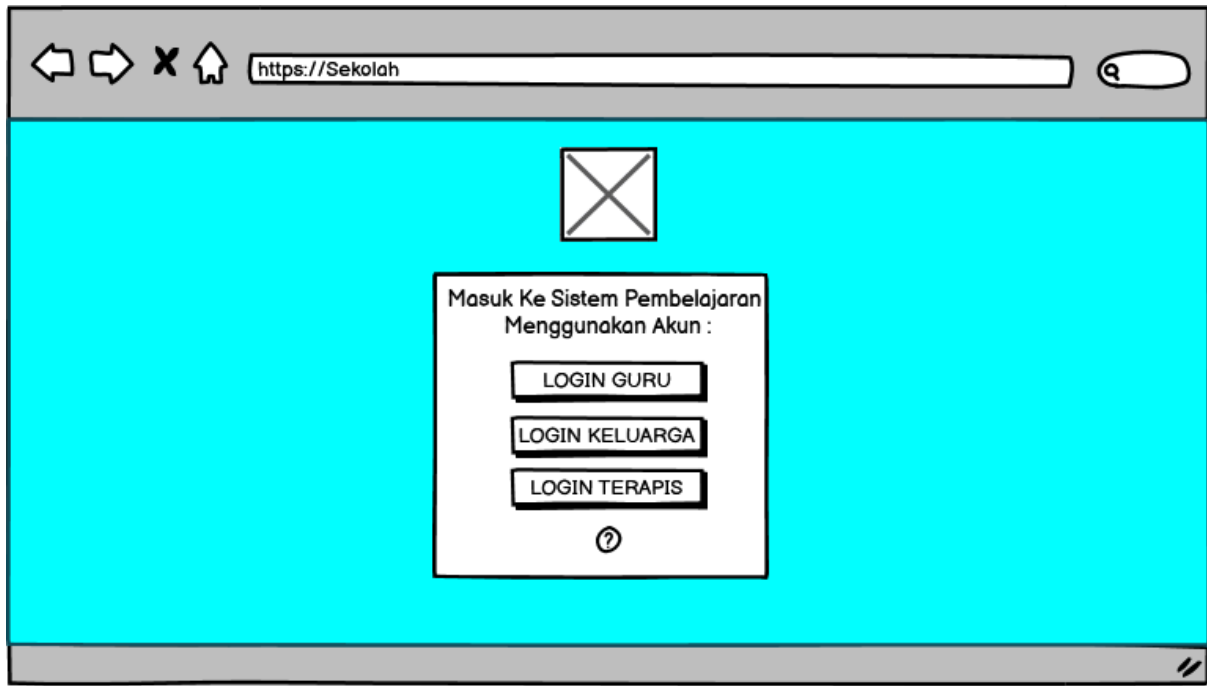 https://Sekolah
Masuk Ke Sistem Pembelajaran
Menggunakan Akun :
LOGIN GURU
LOGIN KELUARGA
LOGIN TERAPIS
?